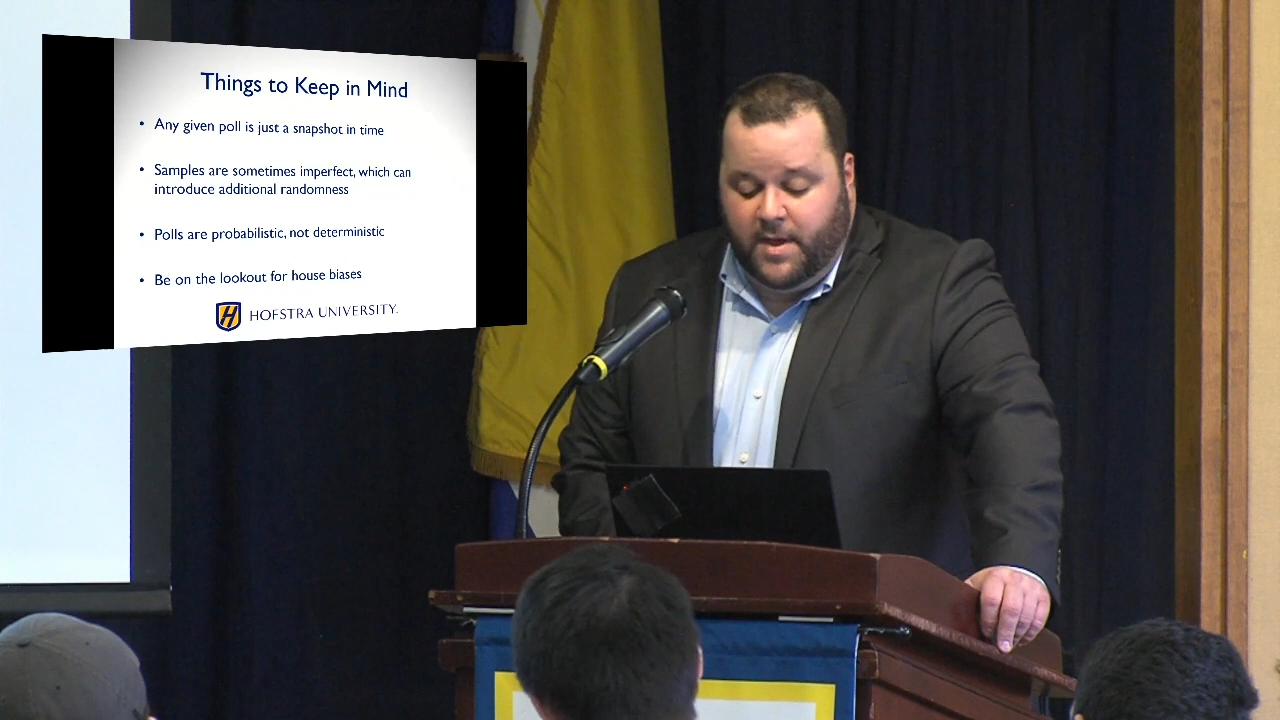 Things to Keep in Mind
• Any given poll is just a snapshot in time
• Samples are sometimes imperfect, which can
introduce additional randomness
• Polls are probabilistic, not deterministic
• Be on the lookout for house biases
H HOFSTRA UNIVERSITY.